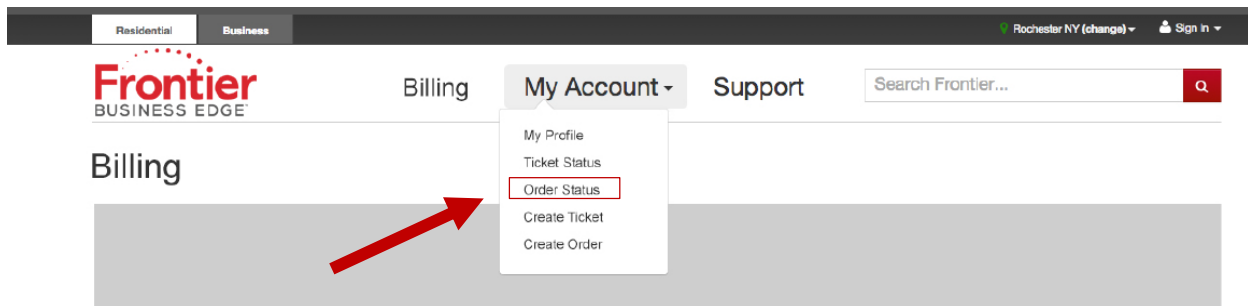 Residential Business Rochester NY (change) Sign in
Frontier
BUSINESS EDGE
Billing My Account Support Search Frontier...
My Profile
Billing
Ticket Status
Order Status
Create Ticket
Create Order